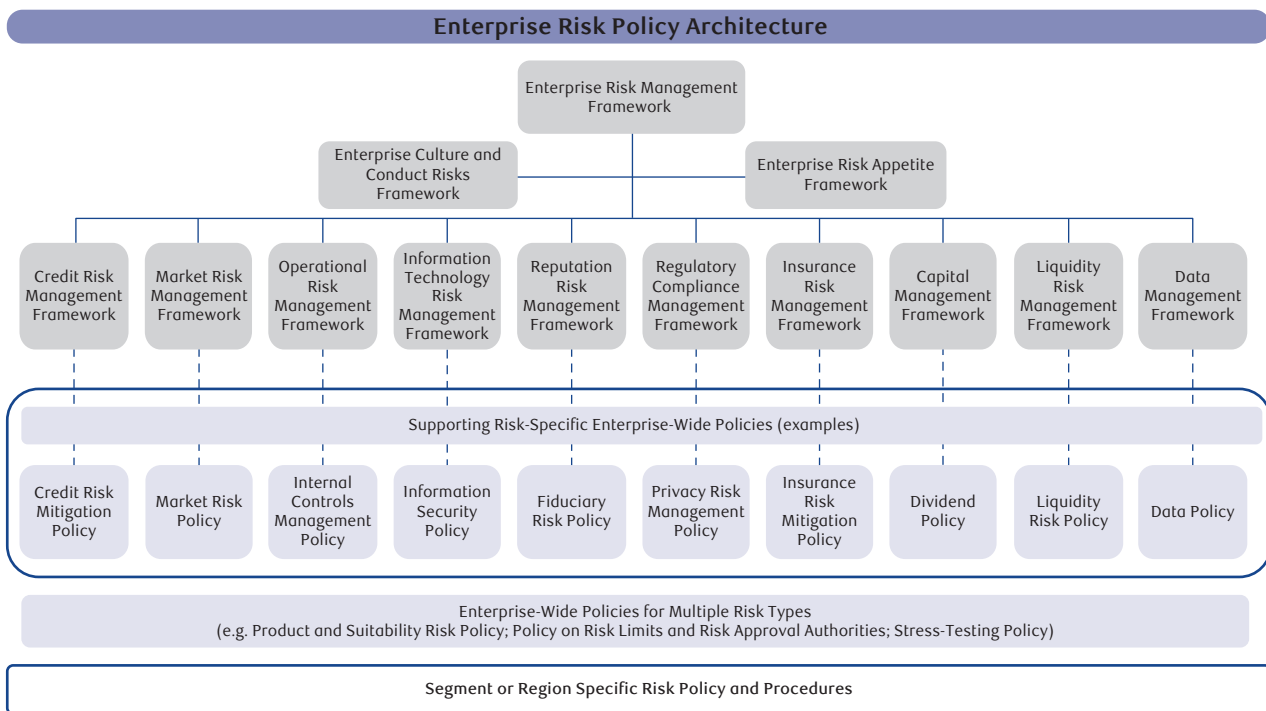 Enterprise Risk Policy Architecture
Enterprise Risk Management
Framework
Enterprise Culture and
Conduct Risks
Framework
Enterprise Risk Appetite
Framework
Credit Risk
Management
Framework
Market Risk
Management
Framework
Operational
Risk
Management
Framework
Information
Technology
Risk
Management
Framework
Reputation
Risk
Management
Framework
Regulatory
Compliance
Management
Framework
Insurance
Risk
Management
Framework
Capital
Management
Framework
Liquidity
Risk
Management
Framework
Data
Management
Framework
Supporting Risk-Specific Enterprise-Wide Policies (examples)
Credit Risk
Mitigation
Policy
Market Risk
Policy
Internal
Controls
Management
Policy
Information
Security
Policy
Fiduciary
Risk Policy
Privacy Risk
Management
Policy
Insurance
Risk
Mitigation
Policy
Dividend
Policy
Liquidity
Risk Policy
Data Policy
Enterprise-Wide Policies for Multiple Risk Types
(e.g. Product and Suitability Risk Policy; Policy on Risk Limits and Risk Approval Authorities; Stress-Testing Policy)
Segment or Region Specific Risk Policy and Procedures